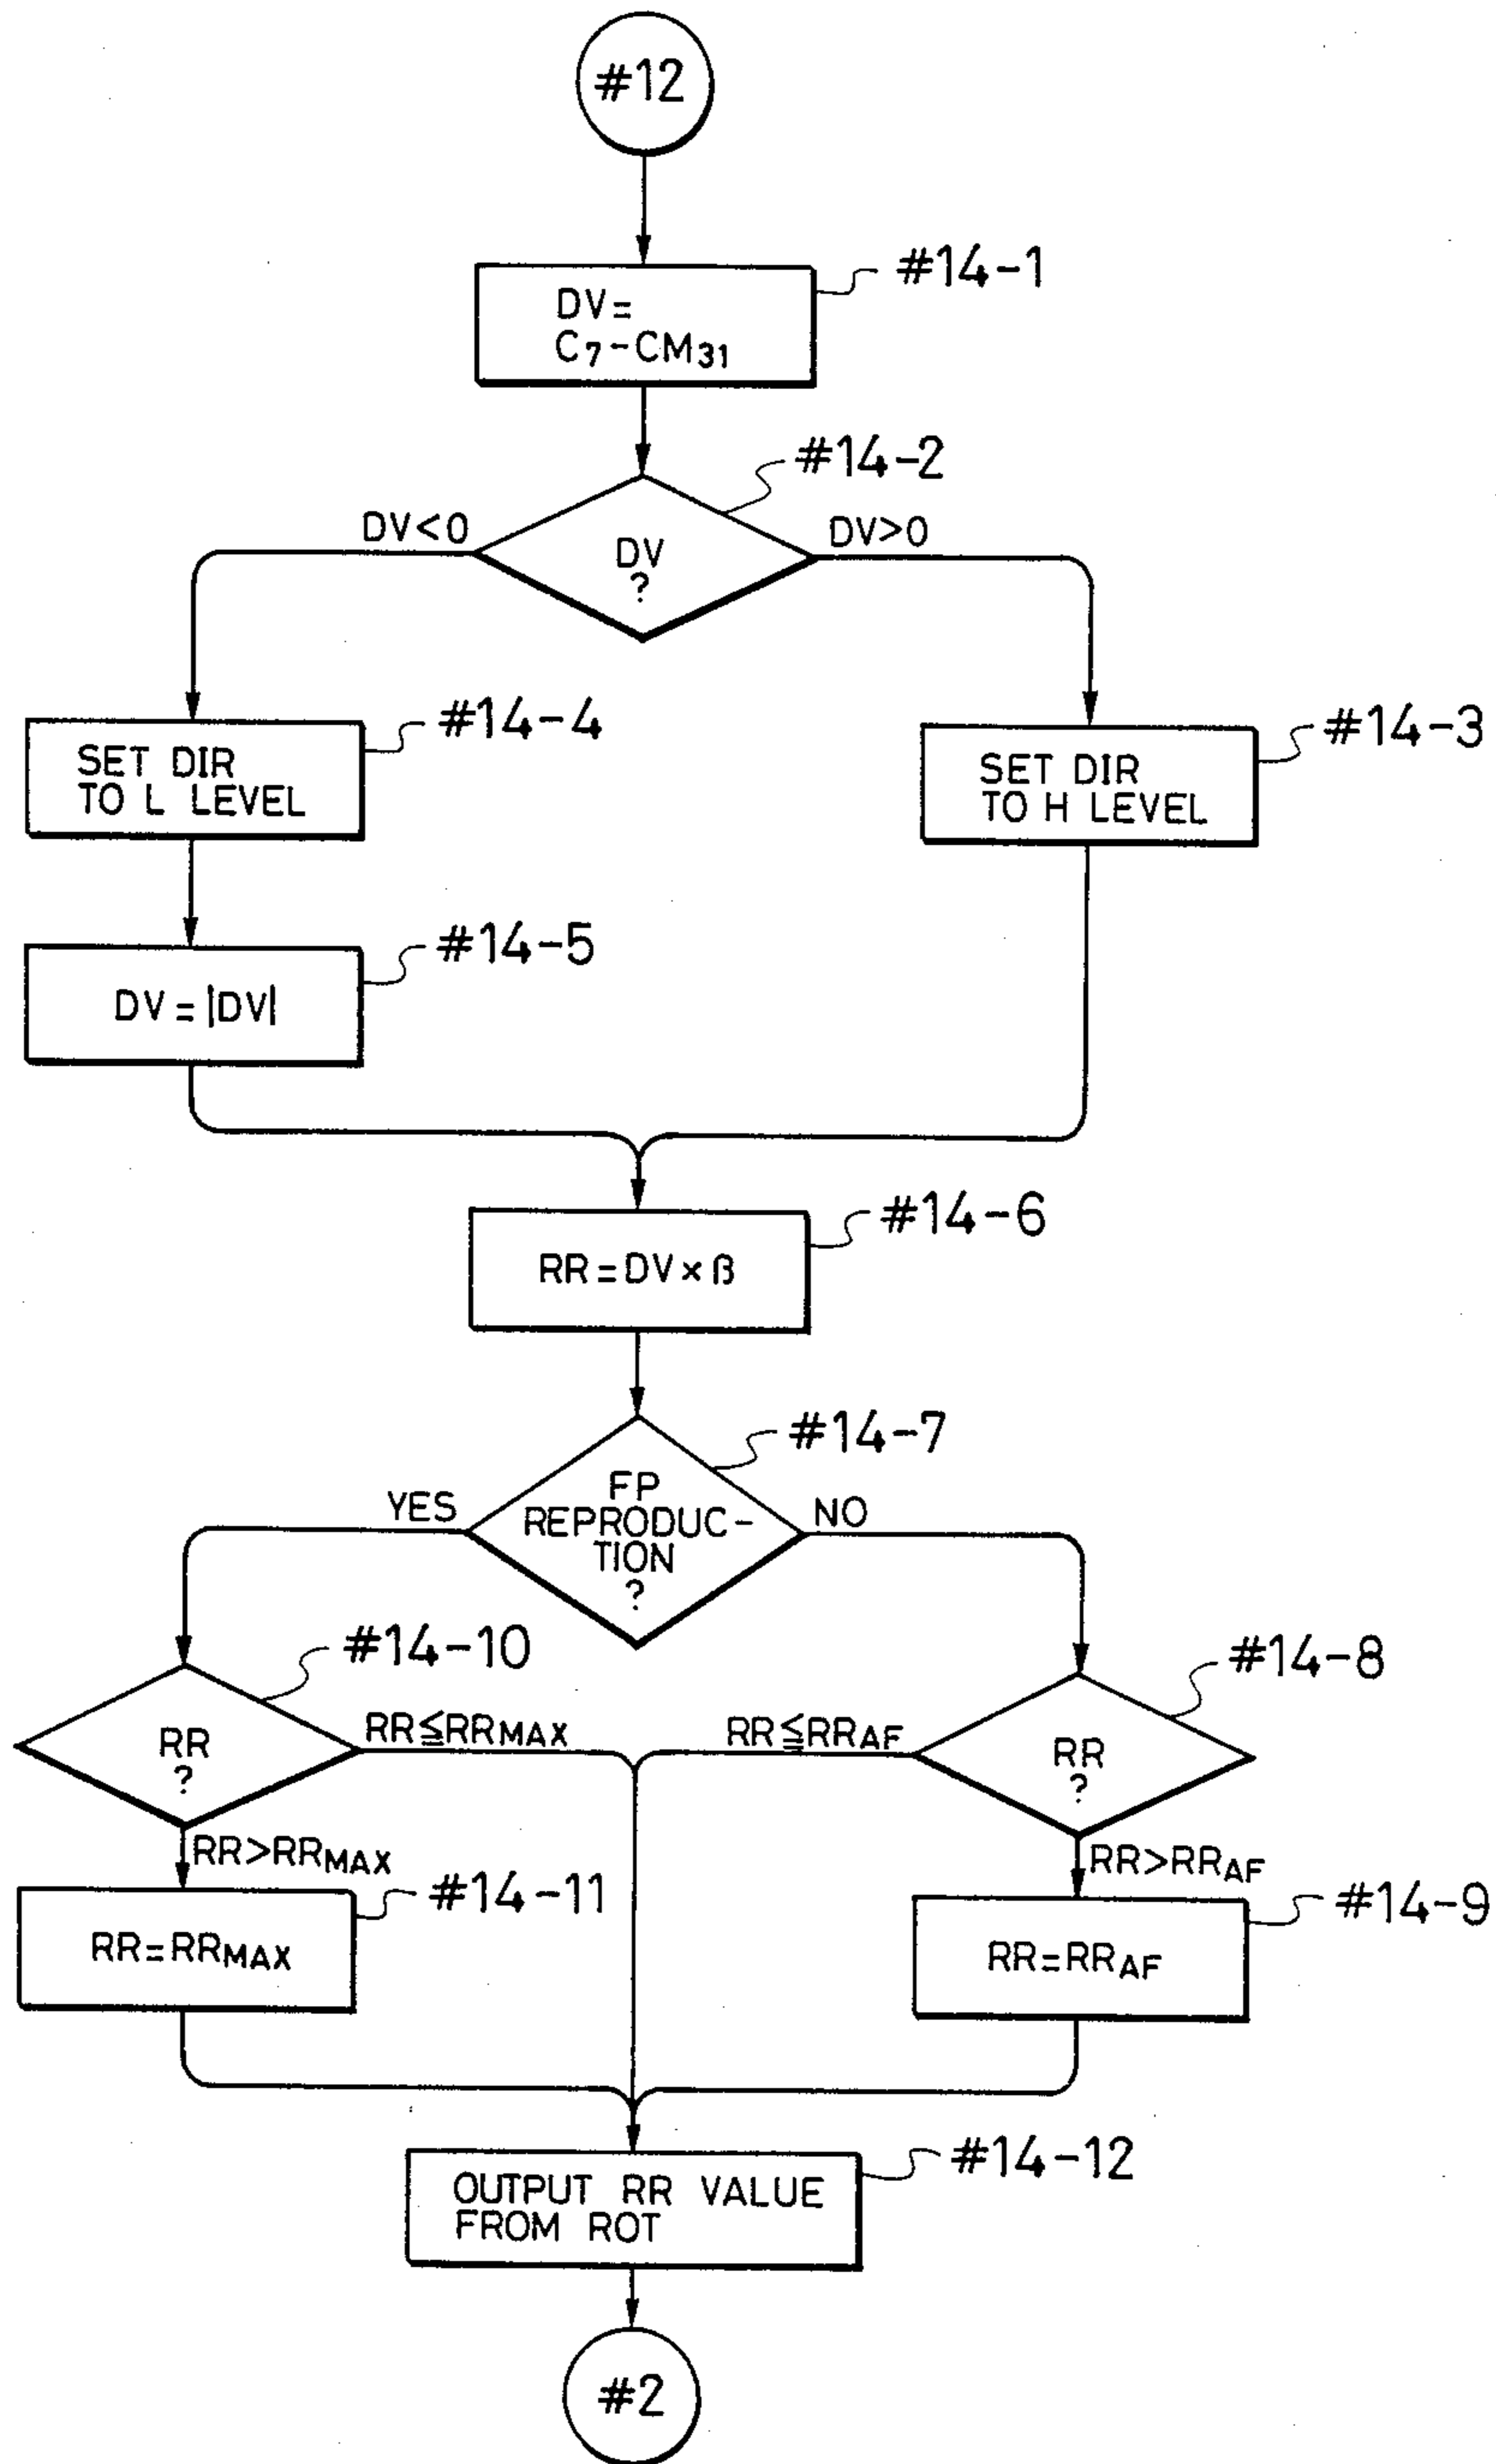 #12
#14-1
DV=
C₇-CM₃₁
#14-2
DV<0
DV>0
DV
?
#14-4
#14-3
SET DIR
TO L LEVEL
SET DIR
TO H LEVEL
#14-5
DV=|DV|
#14-6
RR=DV×β
#14-7
YES
NO
FP
REPRODUC-
TION
?
#14-10
#14-8
RR≦RRMAX
RR≦RRAF
RR
?
RR
?
RR>RRMAX
RR>RRAF
#14-11
#14-9
RR=RRMAX
RR=RRAF
#14-12
OUTPUT RR VALUE
FROM ROT
#2